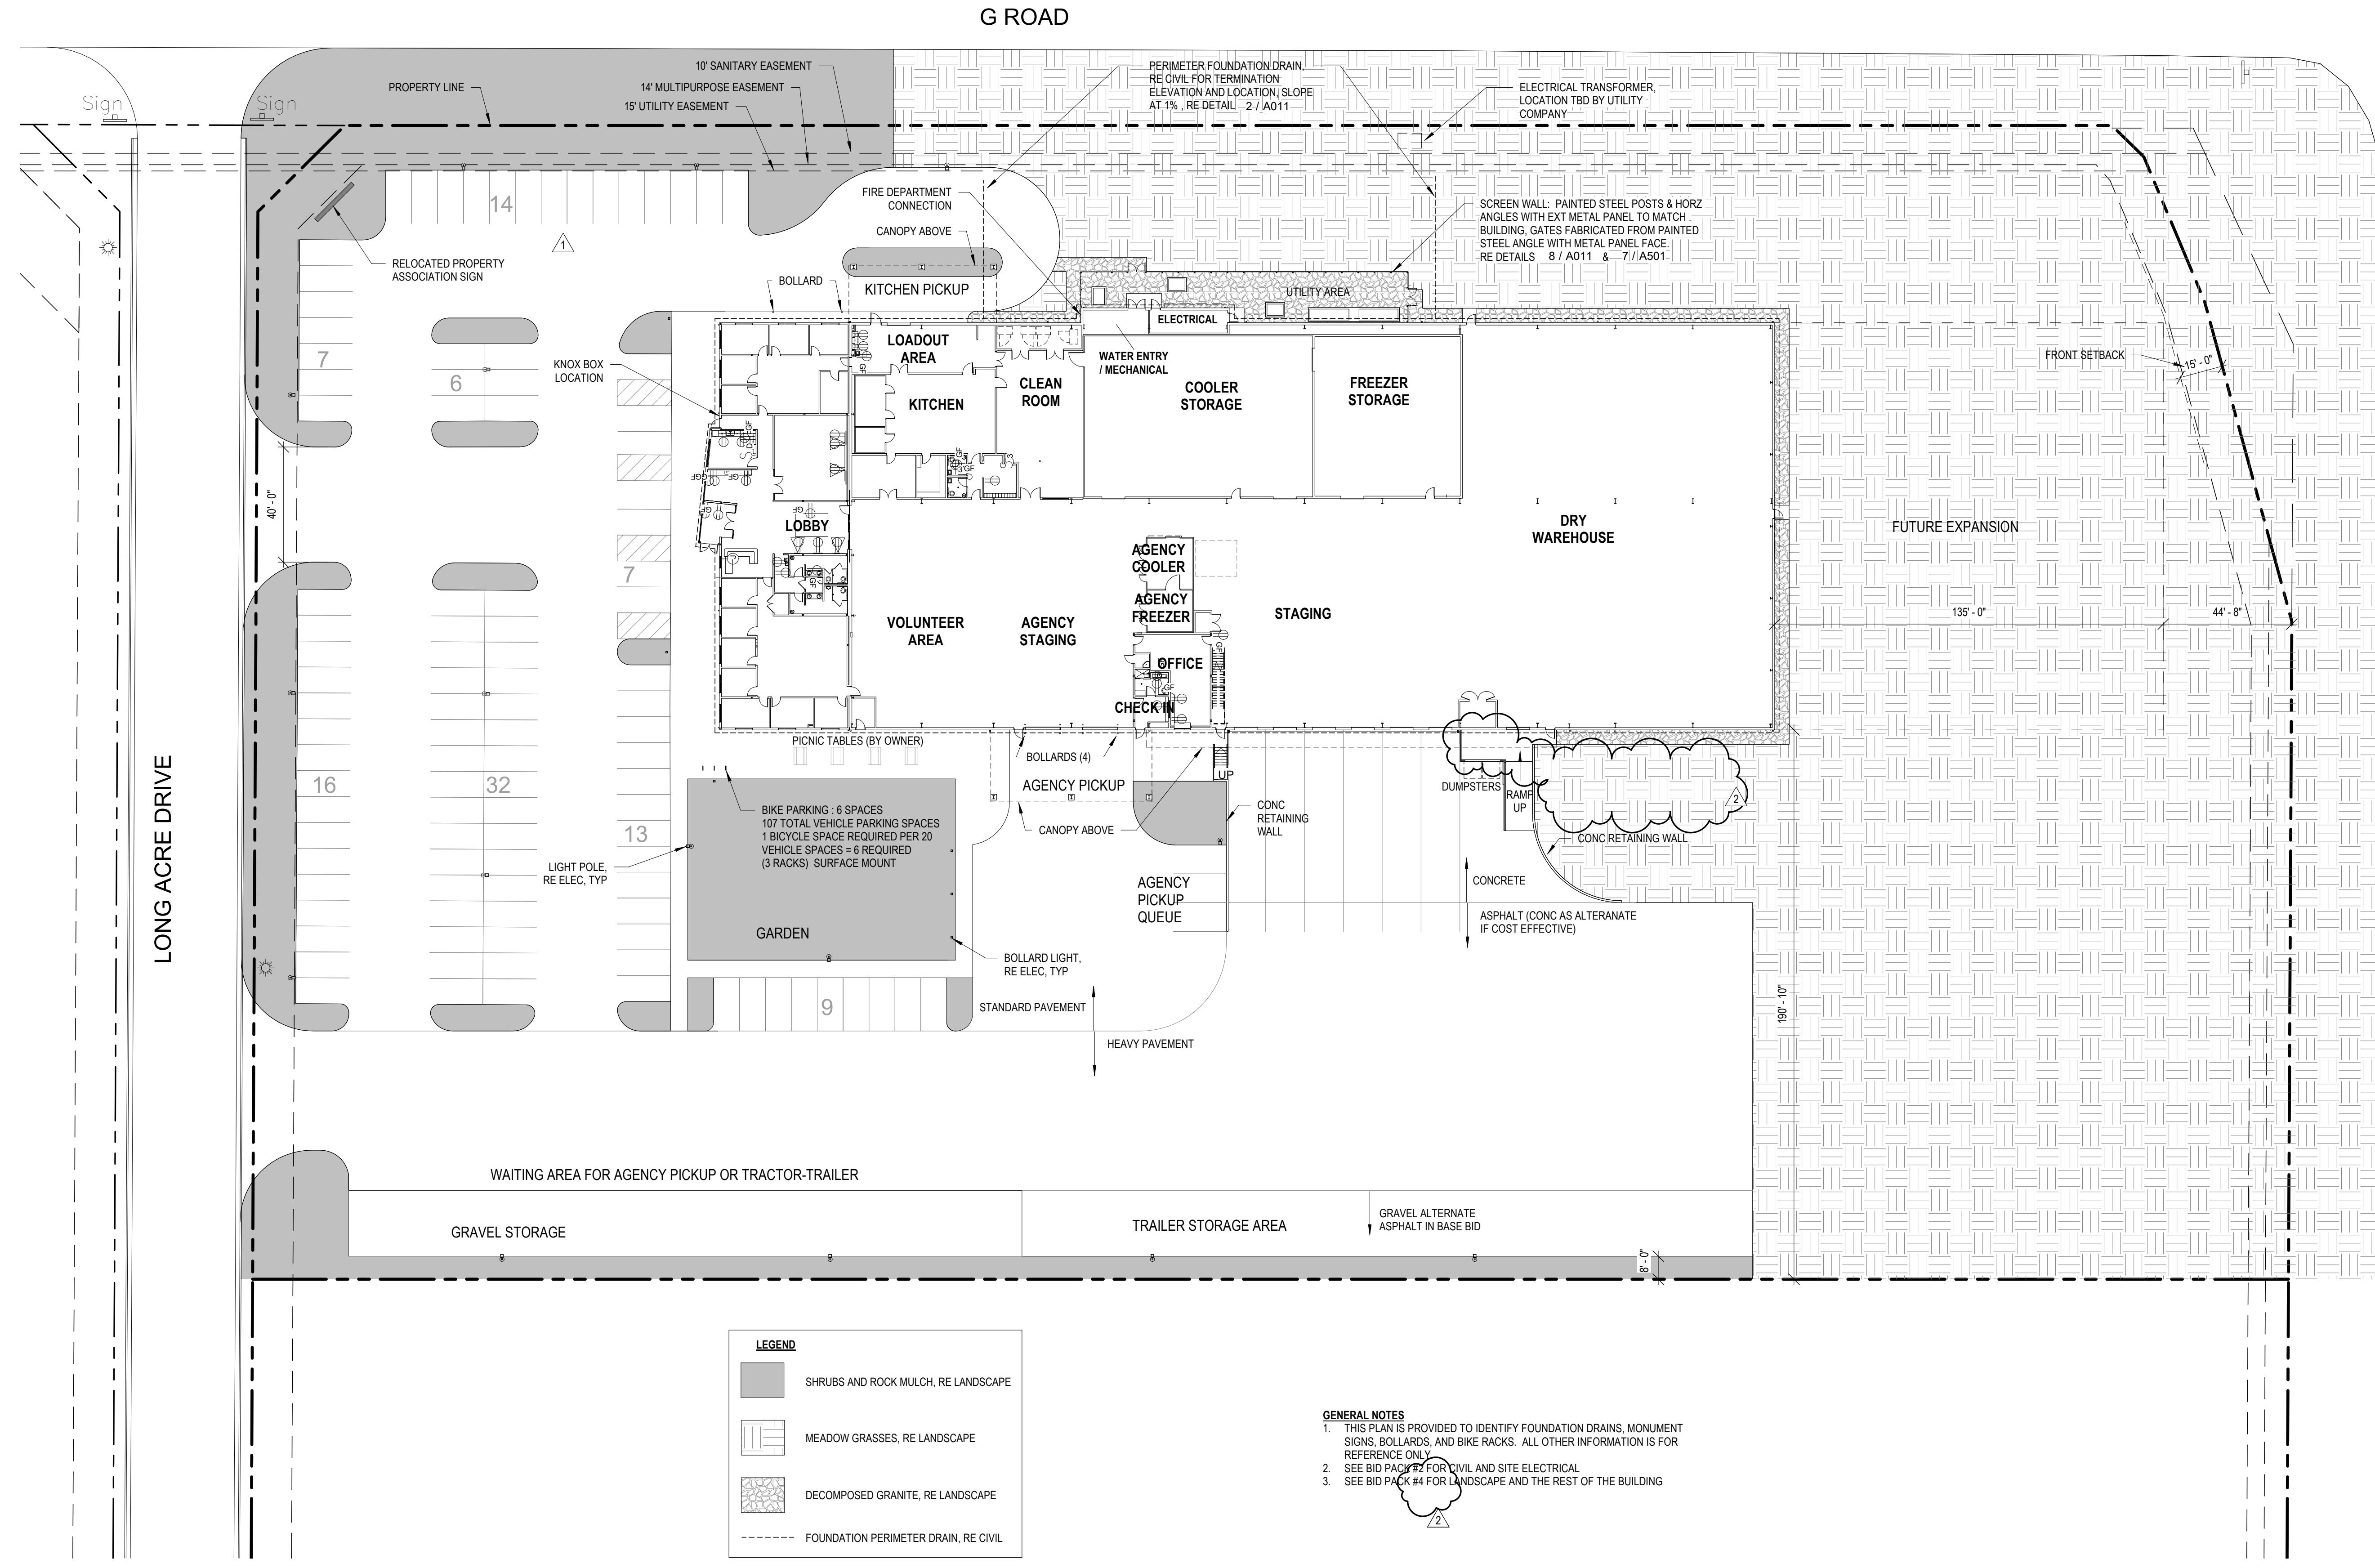 G ROAD
10' SANITARY EASEMENT
14' MULTIPURPOSE EASEMENT
15' UTILITY EASEMENT
PROPERTY LINE
Sign
Sign
PERIMETER FOUNDATION DRAIN,
RE CIVIL FOR TERMINATION
ELEVATION AND LOCATION, SLOPE
AT 1% , RE DETAIL 2 / A011
ELECTRICAL TRANSFORMER,
LOCATION TBD BY UTILITY
COMPANY
FIRE DEPARTMENT
CONNECTION
CANOPY ABOVE
SCREEN WALL: PAINTED STEEL POSTS & HORZ
ANGLES WITH EXT METAL PANEL TO MATCH
BUILDING, GATES FABRICATED FROM PAINTED
STEEL ANGLE WITH METAL PANEL FACE.
RE DETAILS 8 / A011 & 7 / A501
14
1
RELOCATED PROPERTY
ASSOCIATION SIGN
BOLLARD
KITCHEN PICKUP
UTILITY AREA
ELECTRICAL
LOADOUT
AREA
WATER ENTRY
/ MECHANICAL
FRONT SETBACK
15' - 0"
7
6
KNOX BOX
LOCATION
KITCHEN
CLEAN
ROOM
COOLER
STORAGE
FREEZER
STORAGE
GF
GF
GF
GF
GF
GF
40' - 0"
LOBBY
DRY
WAREHOUSE
FUTURE EXPANSION
AGENCY
COOLER
7
GF
AGENCY
FREEZER
VOLUNTEER
AREA
AGENCY
STAGING
STAGING
135' - 0"
44' - 8"
OFFICE
GF
GF
CHECK IN
PICNIC TABLES (BY OWNER)
BOLLARDS (4)
AGENCY PICKUP
UP
DUMPSTERS
RAMP
UP
2
16
32
13
BIKE PARKING : 6 SPACES
107 TOTAL VEHICLE PARKING SPACES
1 BICYCLE SPACE REQUIRED PER 20
VEHICLE SPACES = 6 REQUIRED
(3 RACKS) SURFACE MOUNT
CANOPY ABOVE
CONC
RETAINING
WALL
CONC RETAINING WALL
LONG ACRE DRIVE
LIGHT POLE,
RE ELEC, TYP
AGENCY
PICKUP
QUEUE
CONCRETE
ASPHALT (CONC AS ALTERANATE
IF COST EFFECTIVE)
GARDEN
BOLLARD LIGHT,
RE ELEC, TYP
9
STANDARD PAVEMENT
190' - 10"
HEAVY PAVEMENT
WAITING AREA FOR AGENCY PICKUP OR TRACTOR-TRAILER
GRAVEL STORAGE
TRAILER STORAGE AREA
GRAVEL ALTERNATE
ASPHALT IN BASE BID
8' - 0"
LEGEND
SHRUBS AND ROCK MULCH, RE LANDSCAPE
MEADOW GRASSES, RE LANDSCAPE
DECOMPOSED GRANITE, RE LANDSCAPE
FOUNDATION PERIMETER DRAIN, RE CIVIL
GENERAL NOTES
1. THIS PLAN IS PROVIDED TO IDENTIFY FOUNDATION DRAINS, MONUMENT
SIGNS, BOLLARDS, AND BIKE RACKS. ALL OTHER INFORMATION IS FOR
REFERENCE ONLY
2. SEE BID PACK #2 FOR CIVIL AND SITE ELECTRICAL
3. SEE BID PACK #4 FOR LANDSCAPE AND THE REST OF THE BUILDING
2